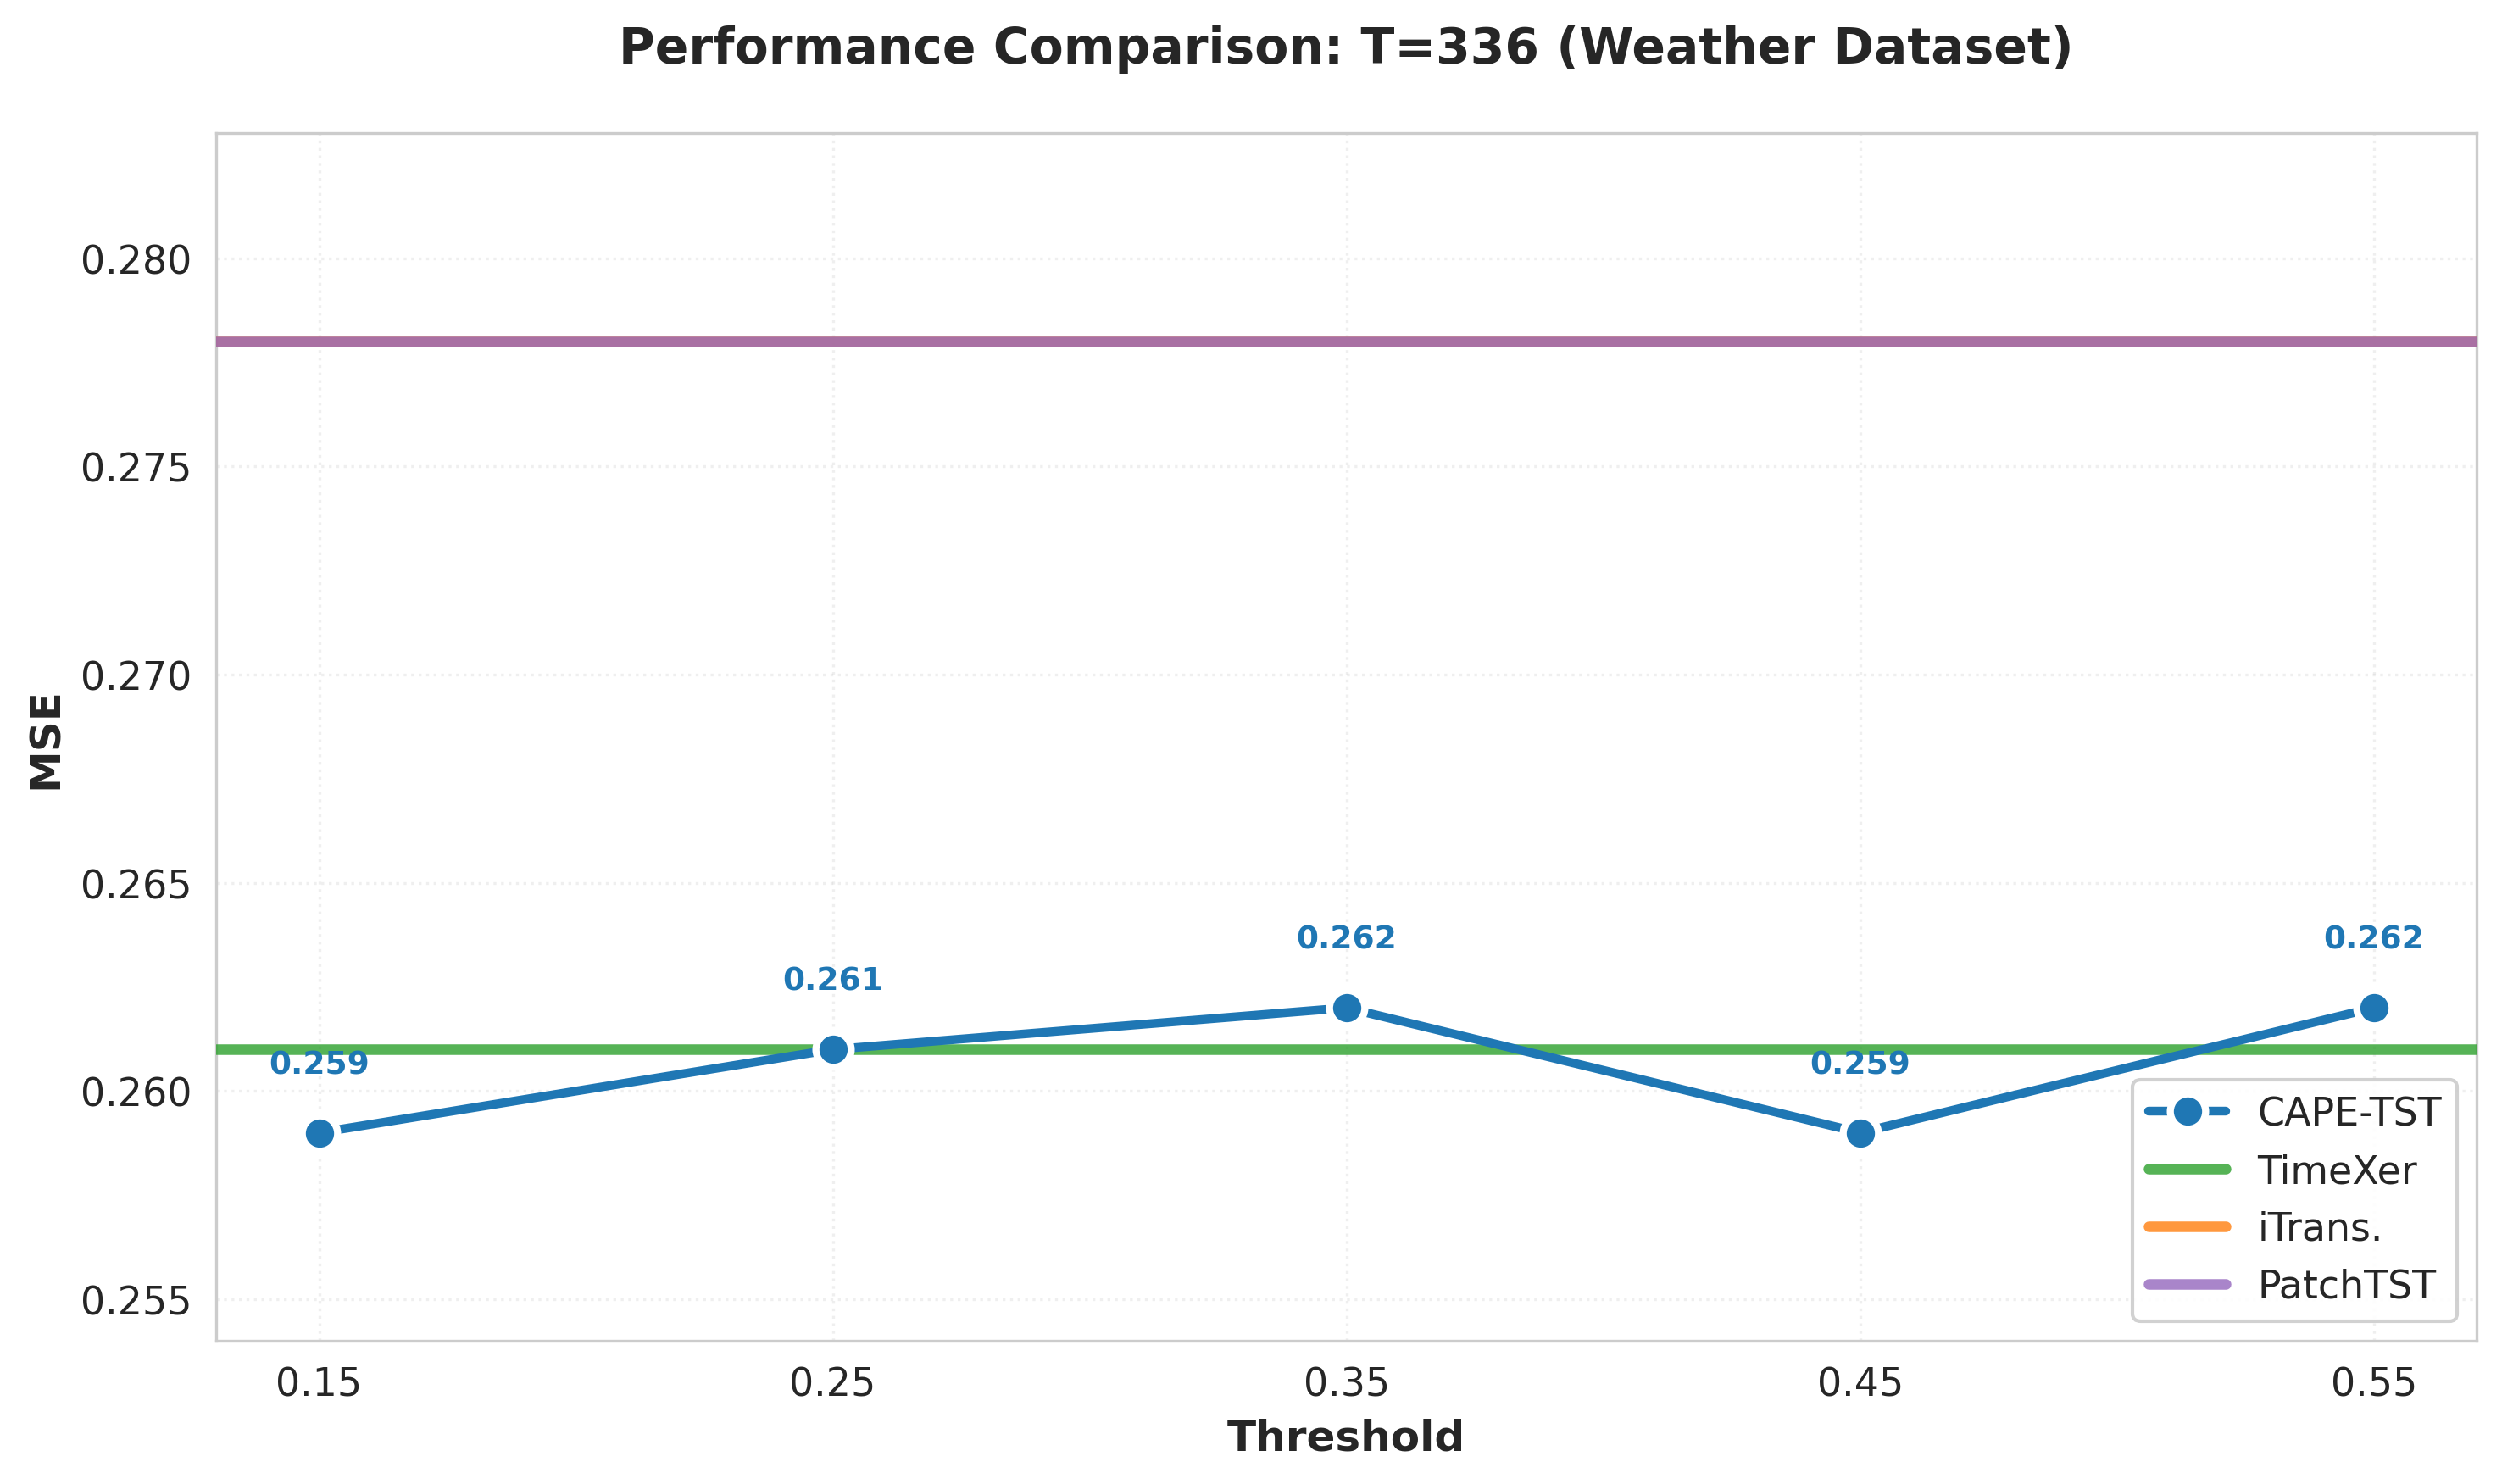 Performance Comparison: T=336 (Weather Dataset)
MSE
0.280
0.275
0.270
0.265
0.260
0.255
0.259
0.261
0.262
0.259
0.262
CAPE-TST
TimeXer
iTrans.
PatchTST
0.15
0.25
0.35
0.45
0.55
Threshold